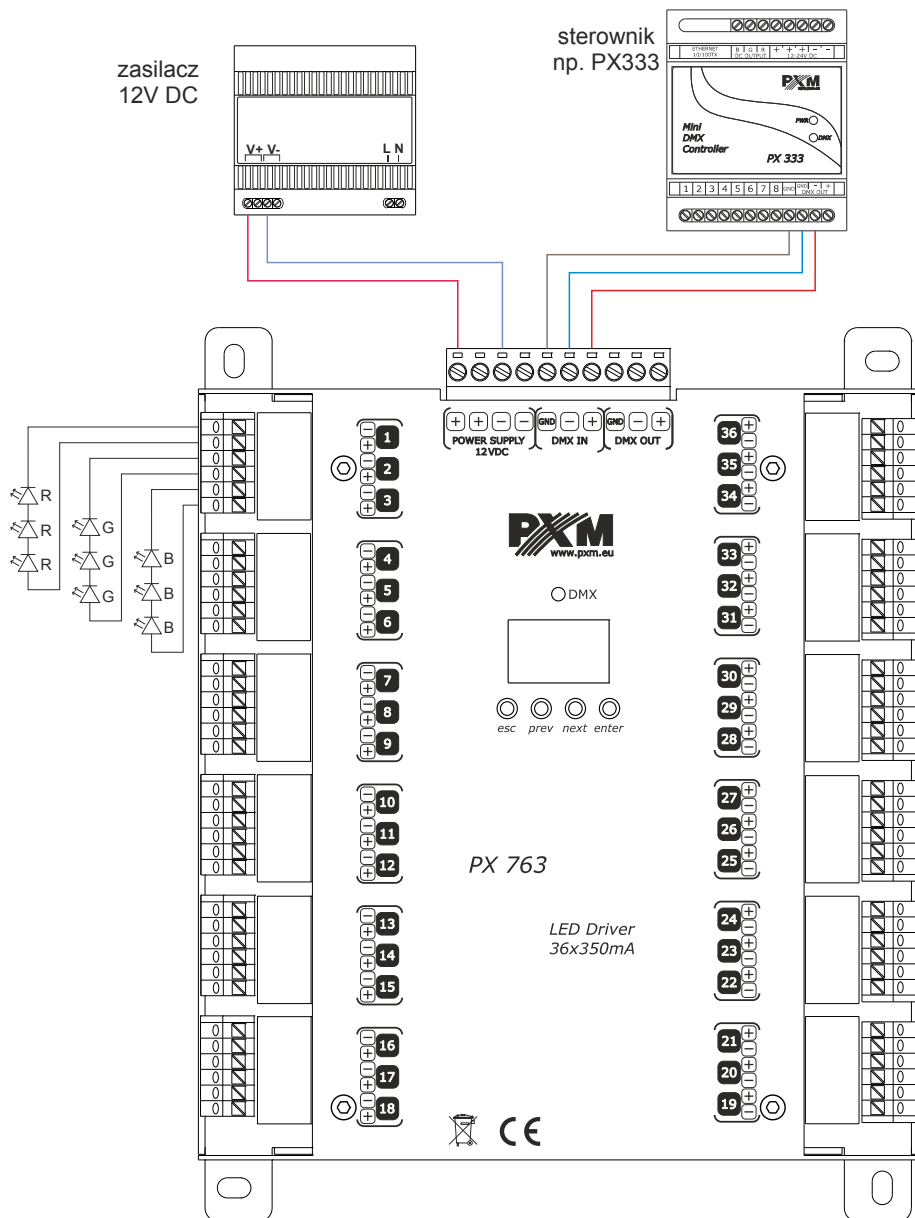 zasilacz
12V DC
V+ V-
L N
sterownik
np. PX333
ETHERNET
10/100TX
B G R
DC OUTPUT
+ + + - -
12-24V DC
PXM
PWR
DMX
Mini
DMX
Controller
PX 333
1 2 3 4 5 6 7 8 GND GND - +
DMX OUT
+ + - -
POWER SUPPLY
12VDC
GND - +
DMX IN
GND - +
DMX OUT
R
R
R
G
G
G
B
B
B
- + 1
- + 2
- + 3
- + 4
- + 5
- + 6
- + 7
- + 8
- + 9
- + 10
- + 11
- + 12
- + 13
- + 14
- + 15
- + 16
- + 17
- + 18
PXM
www.pxm.eu
DMX
esc prev next enter
PX 763
LED Driver
36x350mA
CE
36 + -
35 + -
34 + -
33 + -
32 + -
31 + -
30 + -
29 + -
28 + -
27 + -
26 + -
25 + -
24 + -
23 + -
22 + -
21 + -
20 + -
19 + -